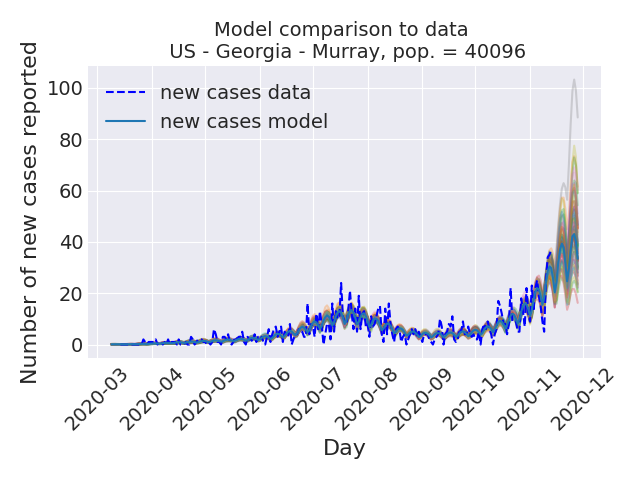 Model comparison to data
US - Georgia - Murray, pop. = 40096
Number of new cases reported
100
80
60
40
20
0
new cases data
new cases model
2020-03
2020-04
2020-05
2020-06
2020-07
2020-08
2020-09
2020-10
2020-11
2020-12
Day